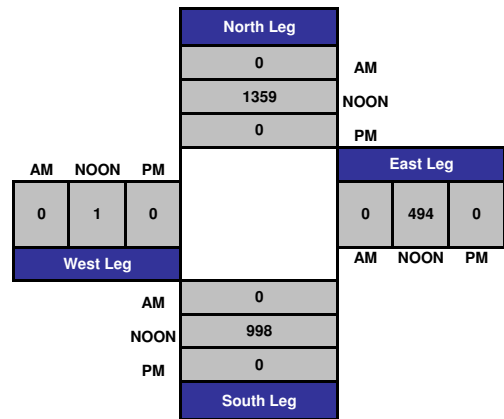 North Leg
0 AM
1359 NOON
0 PM
AM NOON PM East Leg
0 1 0 0 494 0
West Leg AM NOON PM
AM 0
NOON 998
PM 0
South Leg